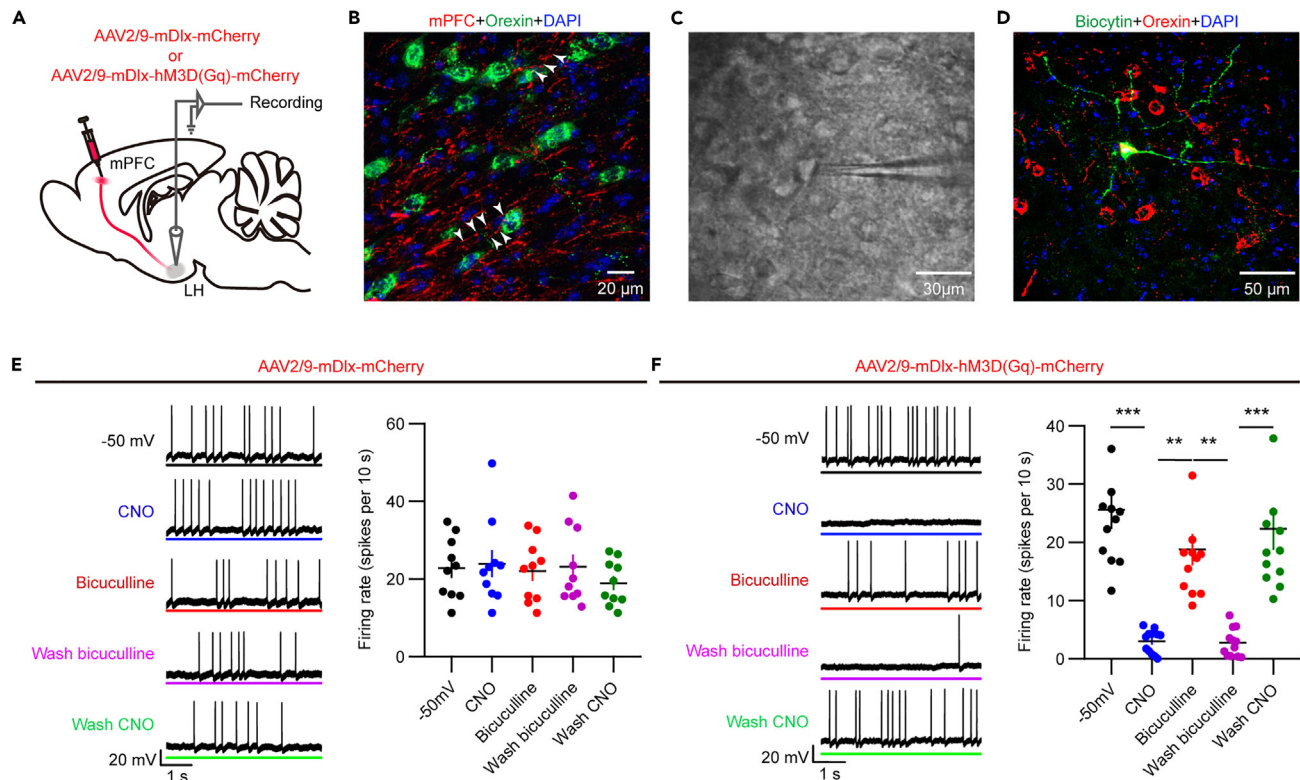 A
AAV2/9-mDlx-mCherry
or
AAV2/9-mDlx-hM3D(Gq)-mCherry
Recording
mPFC
LH
B
mPFC+Orexin+DAPI
20 µm
C
30µm
D
Biocytin+Orexin+DAPI
50 µm
E
AAV2/9-mDlx-mCherry
-50 mV
CNO
Bicuculline
Wash bicuculline
Wash CNO
20 mV
1 s
Firing rate (spikes per 10 s)
60
40
20
0
-50mV
CNO
Bicuculline
Wash bicuculline
Wash CNO
F
AAV2/9-mDlx-hM3D(Gq)-mCherry
-50 mV
CNO
Bicuculline
Wash bicuculline
Wash CNO
20 mV
1 s
Firing rate (spikes per 10 s)
40
30
20
10
0
*** ** ** ***
-50mV
CNO
Bicuculline
Wash bicuculline
Wash CNO